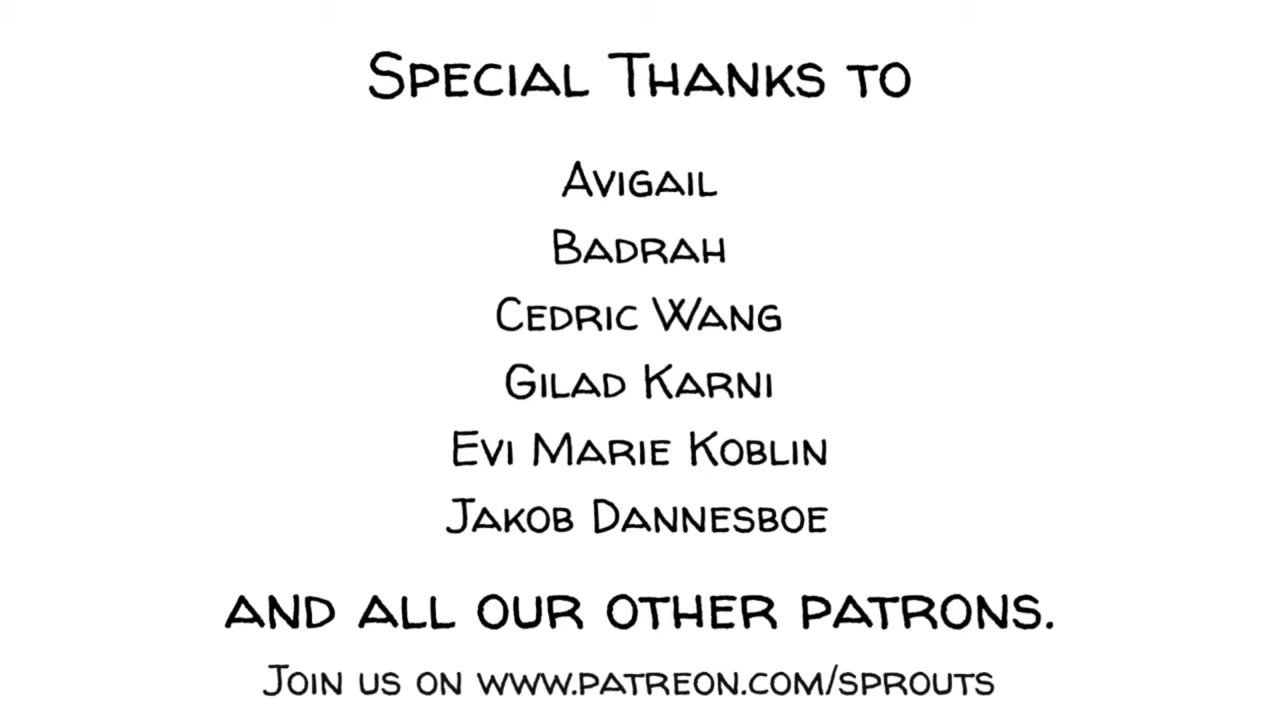 Special Thanks to
Avigail
Badrah
Cedric Wang
Gilad Karni
Evi Marie Koblin
Jakob Dannesboe
and all our other patrons.
Join us on www.patreon.com/sprouts